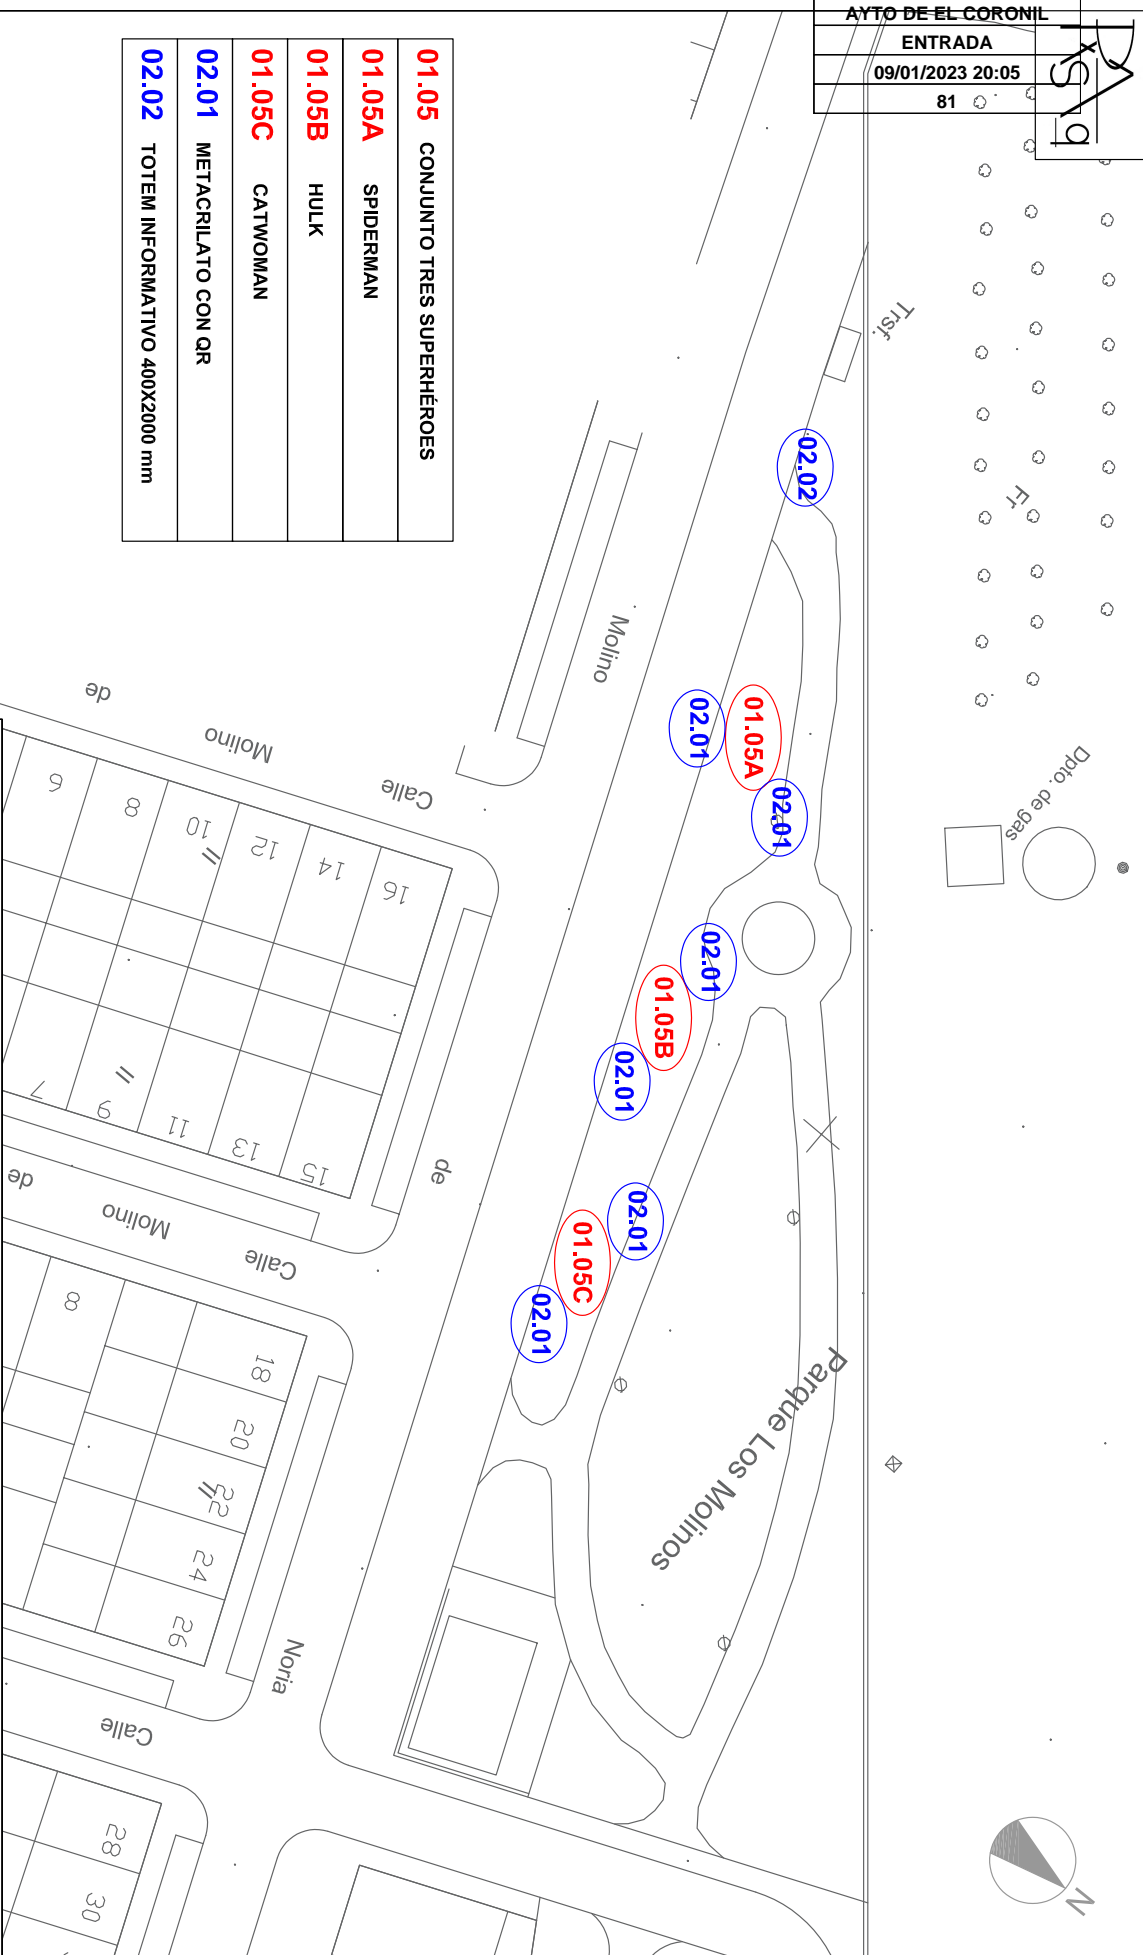 AYTO DE EL CORONIL
ENTRADA
09/01/2023 20:05
81
01.05 CONJUNTO TRES SUPERHÉROES
01.05A SPIDERMAN
01.05B HULK
01.05C CATWOMAN
02.01 METACRILATO CON QR
02.02 TOTEM INFORMATIVO 400X2000 mm
Trsf.
02.02
Fr
Molino
02.01
01.05A
02.01
Dpto. de gas
de
Molino
Calle
6
8
10
12
14
16
02.01
01.05B
02.01
7
9
11
13
15
de
de
Molino
Calle
02.01
01.05C
02.01
Parque Los Molinos
8
18
20
22
24
26
Noria
Calle
28
30
N